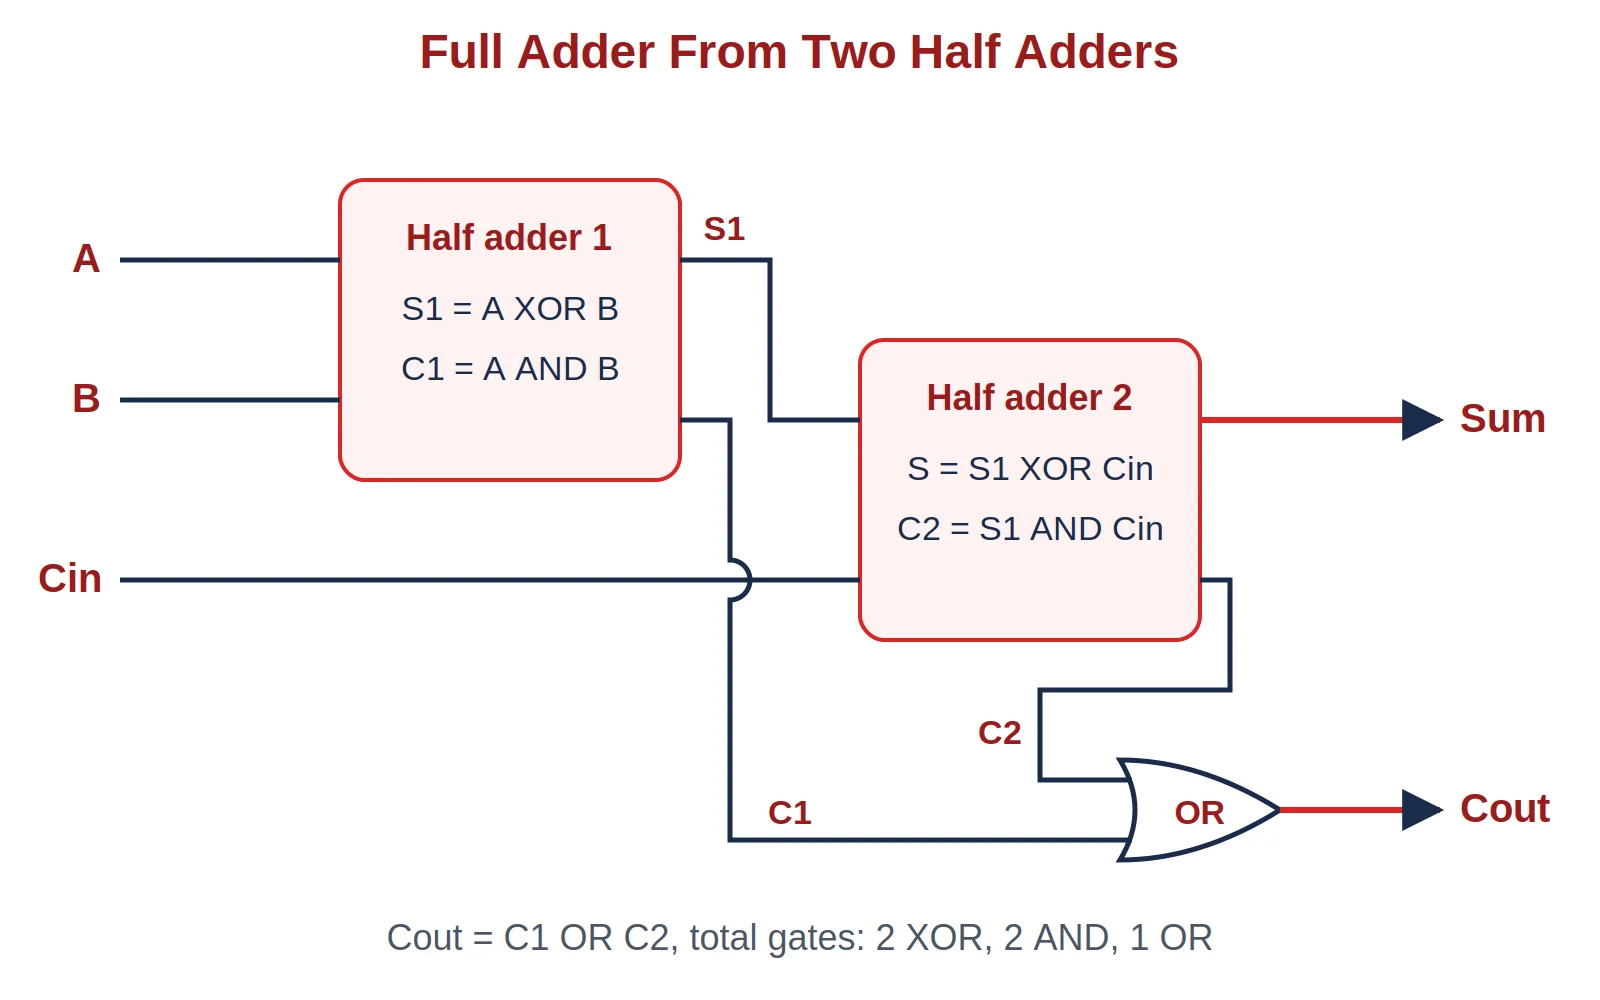 Full Adder From Two Half Adders
A
B
Cin
Half adder 1
S1 = A XOR B
C1 = A AND B
S1
Half adder 2
S = S1 XOR Cin
C2 = S1 AND Cin
Sum
C2
C1
OR
Cout
Cout = C1 OR C2, total gates: 2 XOR, 2 AND, 1 OR